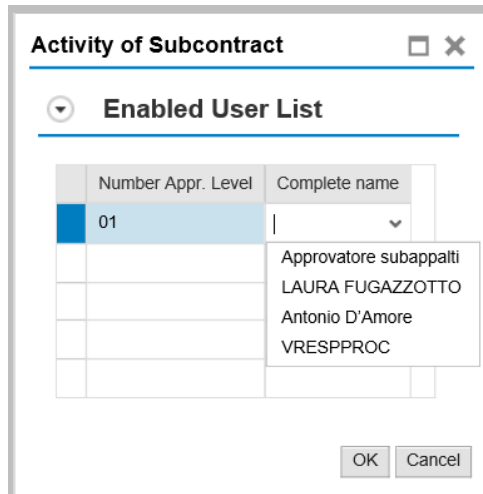 Activity of Subcontract
Enabled User List
Number Appr. Level Complete name
01
Approvatore subappalti
LAURA FUGAZZOTTO
Antonio D'Amore
VRESPPROC
OK Cancel